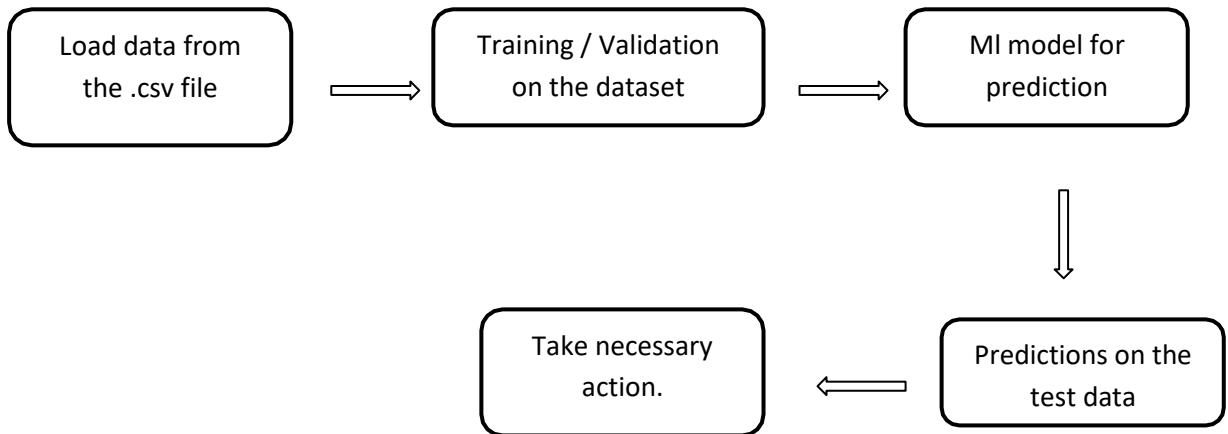 Load data from
the .csv file
Training / Validation
on the dataset
Ml model for
prediction
Predictions on the
test data
Take necessary
action.